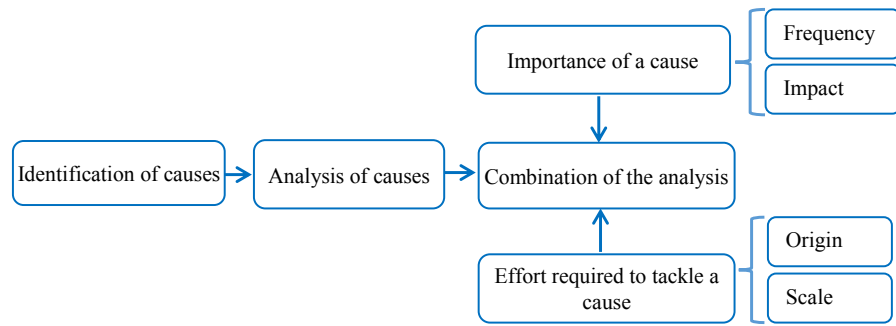 Frequency
Importance of a cause
Impact
Identification of causes
Analysis of causes
Combination of the analysis
Origin
Effort required to tackle a
cause
Scale